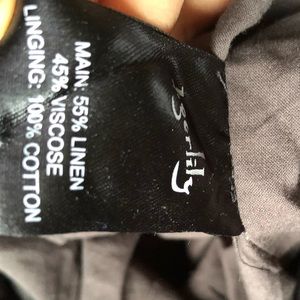 MAIN: 55% LINEN
45% VISCOSE
LINGING: 100% COTTON